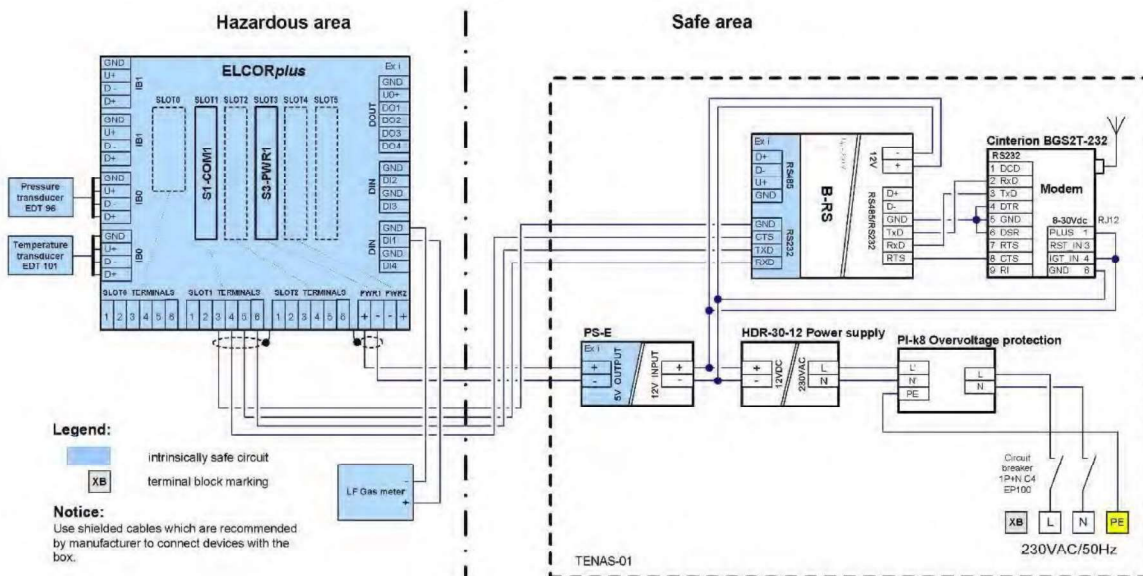 Hazardous area
Safe area
ELCORplus
GND
U+
D -
D+
IB1
GND
U+
D -
D+
IB1
GND
U+
D -
D+
IB0
GND
U+
D -
D+
IB0
SLOT0
SLOT1
SLOT2
SLOT3
SLOT4
SLOT5
S1-COM1
S3-PWR1
Ex i
GND
U0+
DO1
DO2
DO3
DO4
DOUT
GND
DI2
GND
DI3
DIN
GND
DI1
GND
DIN
Pressure
transducer
EDT 96
Temperature
transducer
EDT 101
SLOT0 TERMINALS
SLOT1 TERMINALS
SLOT2 TERMINALS
PWR1 PWR2
1 2 3 4 5 6
1 2 3 4 5 6
1 2 3 4 5 6
+ - - +
Ex i
D+
D-
U+
GND
RS485
GND
CTS
TXD
RXD
RS232
B-RS
12V
-
+
D+
D-
GND
TxD
RxD
RTS
RS485/RS232
Cinterion BGS2T-232
RS232
1 DCD
2 RxD
3 TxD
4 DTR
5 GND
6 DSR
7 RTS
8 CTS
9 RI
Modem
8-30Vdc
RJ12
PLUS 1
RST_IN 3
IGT_IN 4
GND 6
PS-E
Ex i
+
-
5V OUTPUT
12V INPUT
+
-
HDR-30-12 Power supply
+
-
12VDC
230VAC
L
N
PI-k8 Overvoltage protection
L'
N'
PE
L
N
Legend:
intrinsically safe circuit
XB
terminal block marking
Notice:
Use shielded cables which are recommended
by manufacturer to connect devices with the
box.
LF Gas meter
-
+
Circuit
breaker
1P+N C4
EP100
XB
L
N
PE
230VAC/50Hz
TENAS-01